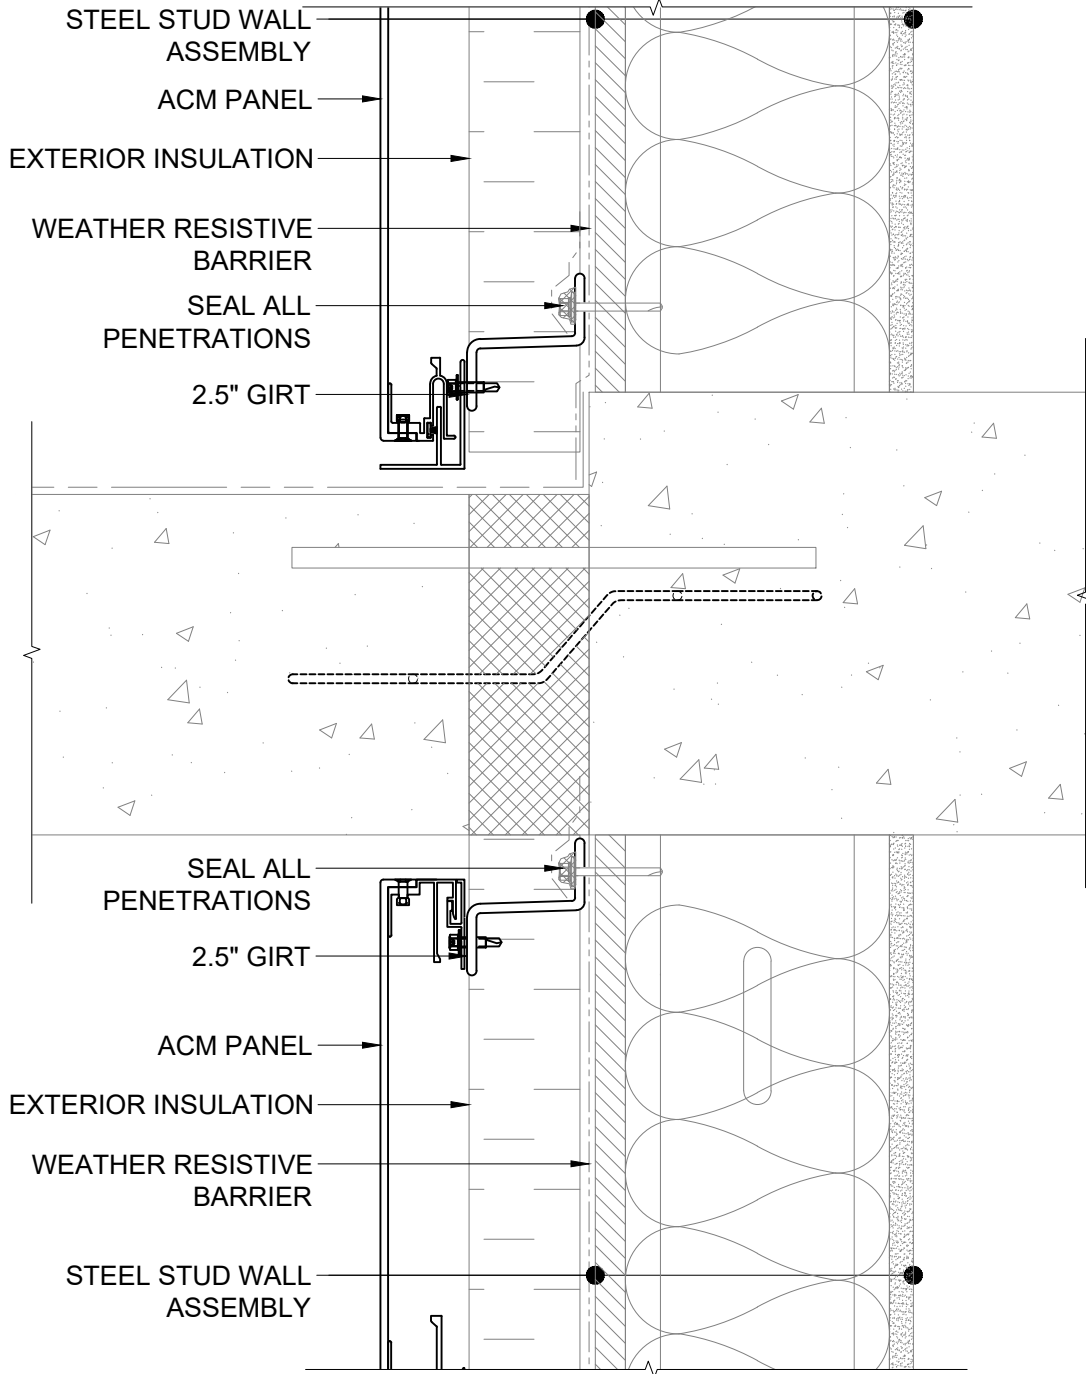 STEEL STUD WALL
ASSEMBLY
ACM PANEL
EXTERIOR INSULATION
WEATHER RESISTIVE
BARRIER
SEAL ALL
PENETRATIONS
2.5" GIRT
SEAL ALL
PENETRATIONS
2.5" GIRT
ACM PANEL
EXTERIOR INSULATION
WEATHER RESISTIVE
BARRIER
STEEL STUD WALL
ASSEMBLY